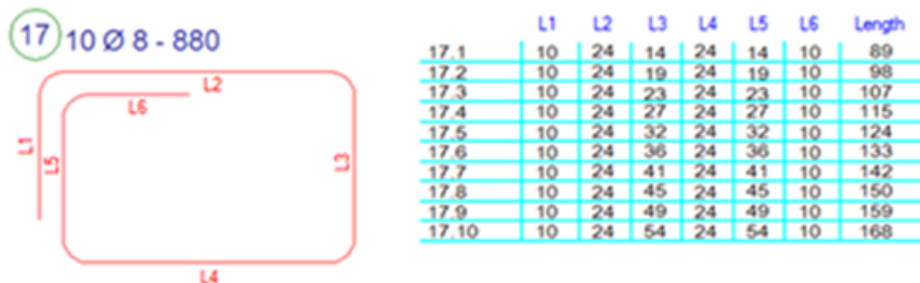 17 10 Ø 8 - 880
L2
L6
L1
L5
L3
L4
L1 L2 L3 L4 L5 L6 Length
17.1 10 24 14 24 14 10 89
17.2 10 24 19 24 19 10 98
17.3 10 24 23 24 23 10 107
17.4 10 24 27 24 27 10 115
17.5 10 24 32 24 32 10 124
17.6 10 24 36 24 36 10 133
17.7 10 24 41 24 41 10 142
17.8 10 24 45 24 45 10 150
17.9 10 24 49 24 49 10 159
17.10 10 24 54 24 54 10 168